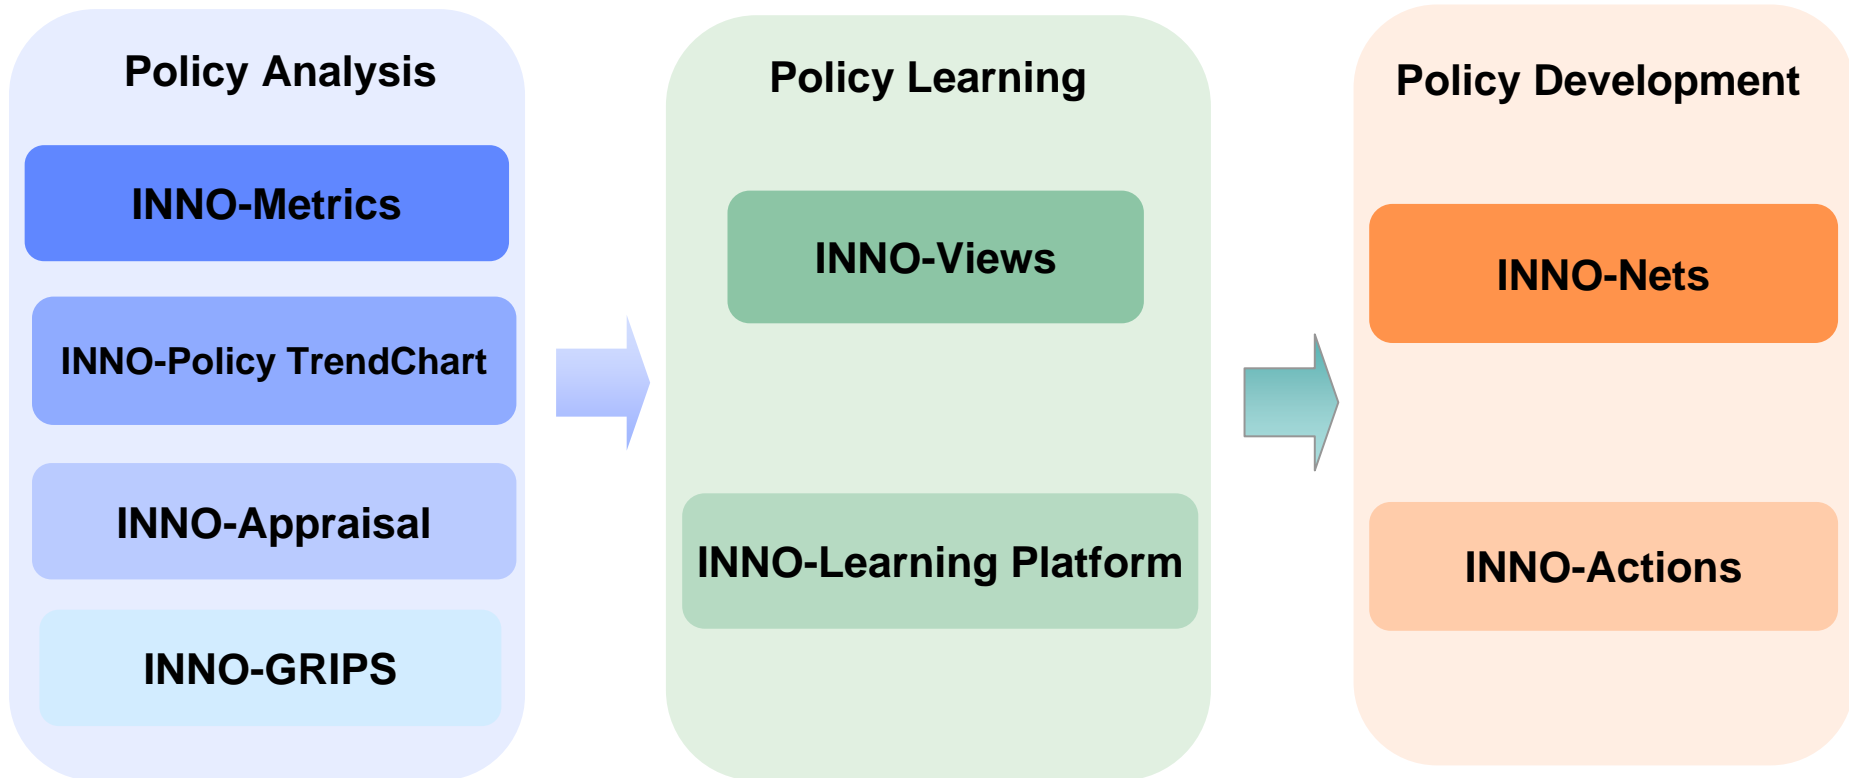 Policy Analysis
INNO-Metrics
INNO-Policy TrendChart
INNO-Appraisal
INNO-GRIPS
Policy Learning
INNO-Views
INNO-Learning Platform
Policy Development
INNO-Nets
INNO-Actions